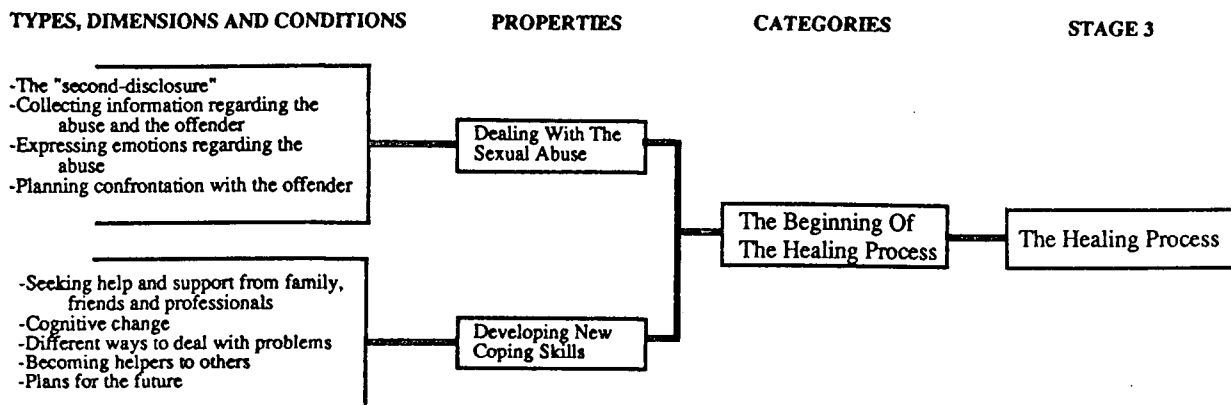 TYPES, DIMENSIONS AND CONDITIONS PROPERTIES CATEGORIES STAGE 3
-The "second-disclosure"
-Collecting information regarding the
abuse and the offender
-Expressing emotions regarding the
abuse
-Planning confrontation with the offender
Dealing With The
Sexual Abuse
-Seeking help and support from family,
friends and professionals
-Cognitive change
-Different ways to deal with problems
-Becoming helpers to others
-Plans for the future
Developing New
Coping Skills
The Beginning Of
The Healing Process
The Healing Process